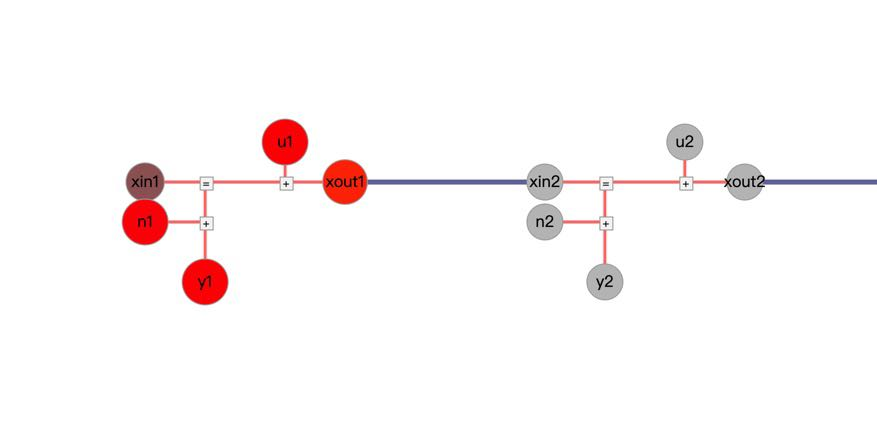 u1
u2
xin1
=
+
xout1
xin2
=
+
xout2
n1
+
n2
+
y1
y2